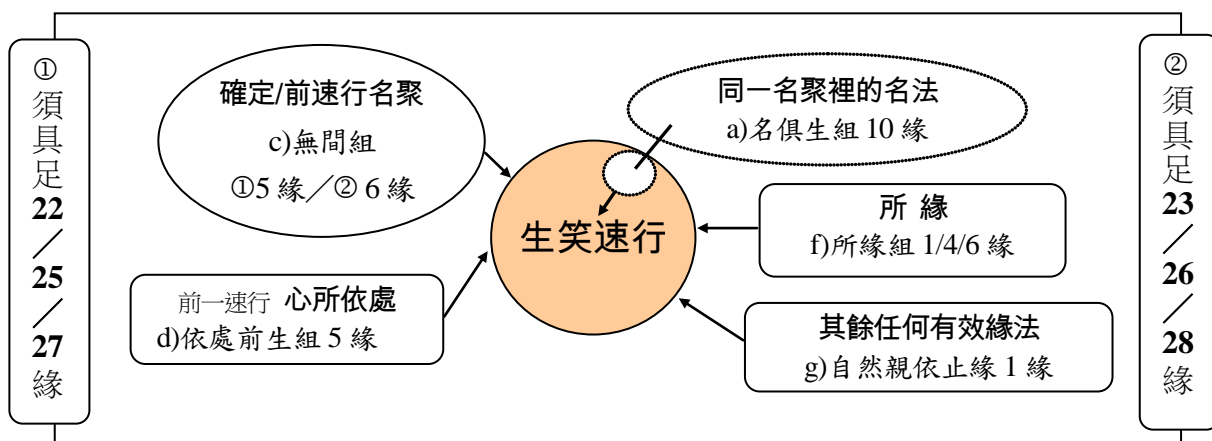 ①
須
具
足
22
／
25
／
27
緣
確定/前速行名聚
c)無間組
①5 緣／② 6 緣
同一名聚裡的名法
a)名俱生組 10 緣
生笑速行
所 緣
f)所緣組 1/4/6 緣
前一速行 心所依處
d)依處前生組 5 緣
其餘任何有效緣法
g)自然親依止緣 1 緣
②
須
具
足
23
／
26
／
28
緣